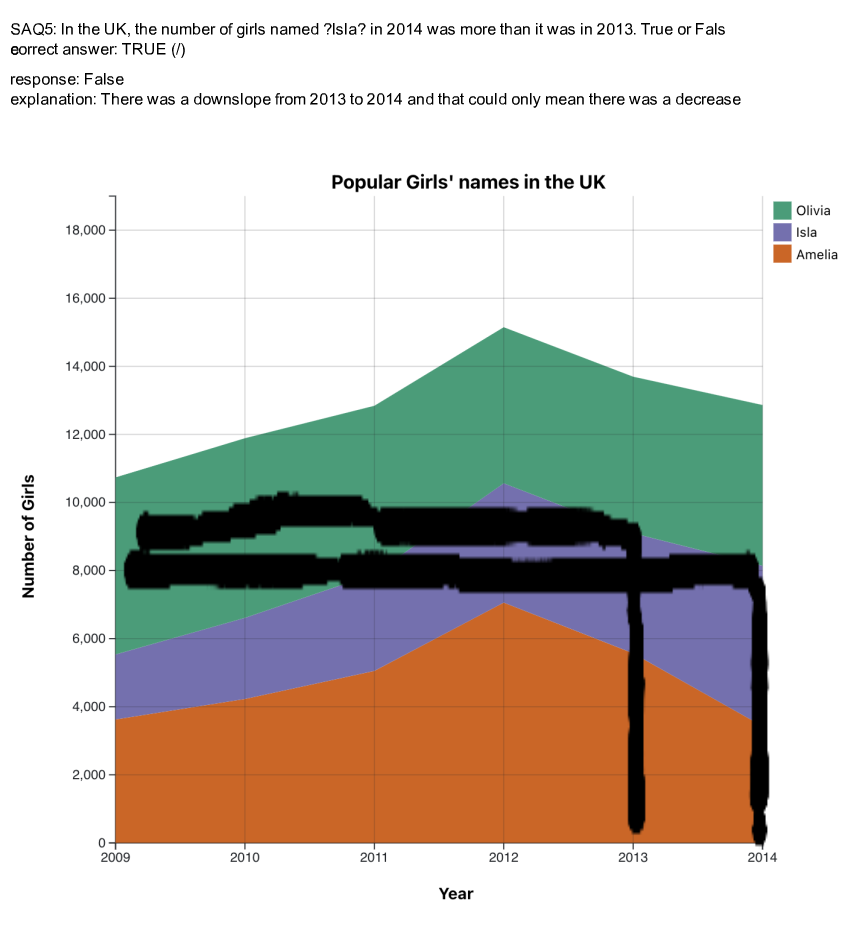 SAQ5: In the UK, the number of girls named ?Isla? in 2014 was more than it was in 2013. True or Fals
eorrect answer: TRUE (/)
response: False
explanation: There was a downslope from 2013 to 2014 and that could only mean there was a decrease
Popular Girls' names in the UK
Olivia
Isla
Amelia
18,000
16,000
14,000
12,000
10,000
8,000
6,000
4,000
2,000
0
Number of Girls
2009 2010 2011 2012 2013 2014
Year